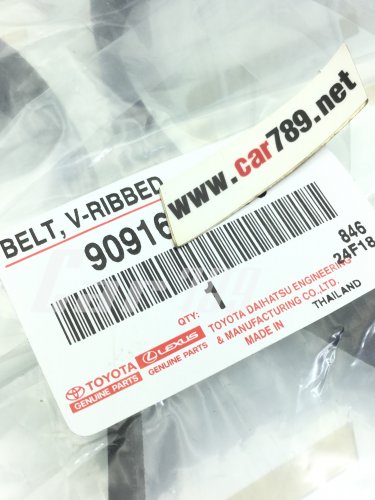 www.car789.net
BELT, V-RIBBED
90916
846
24F18
QTY: 1
TOYOTA GENUINE PARTS
LEXUS GENUINE PARTS
TOYOTA DAIHATSU ENGINEERING
& MANUFACTURING CO.,LTD.
MADE IN THAILAND